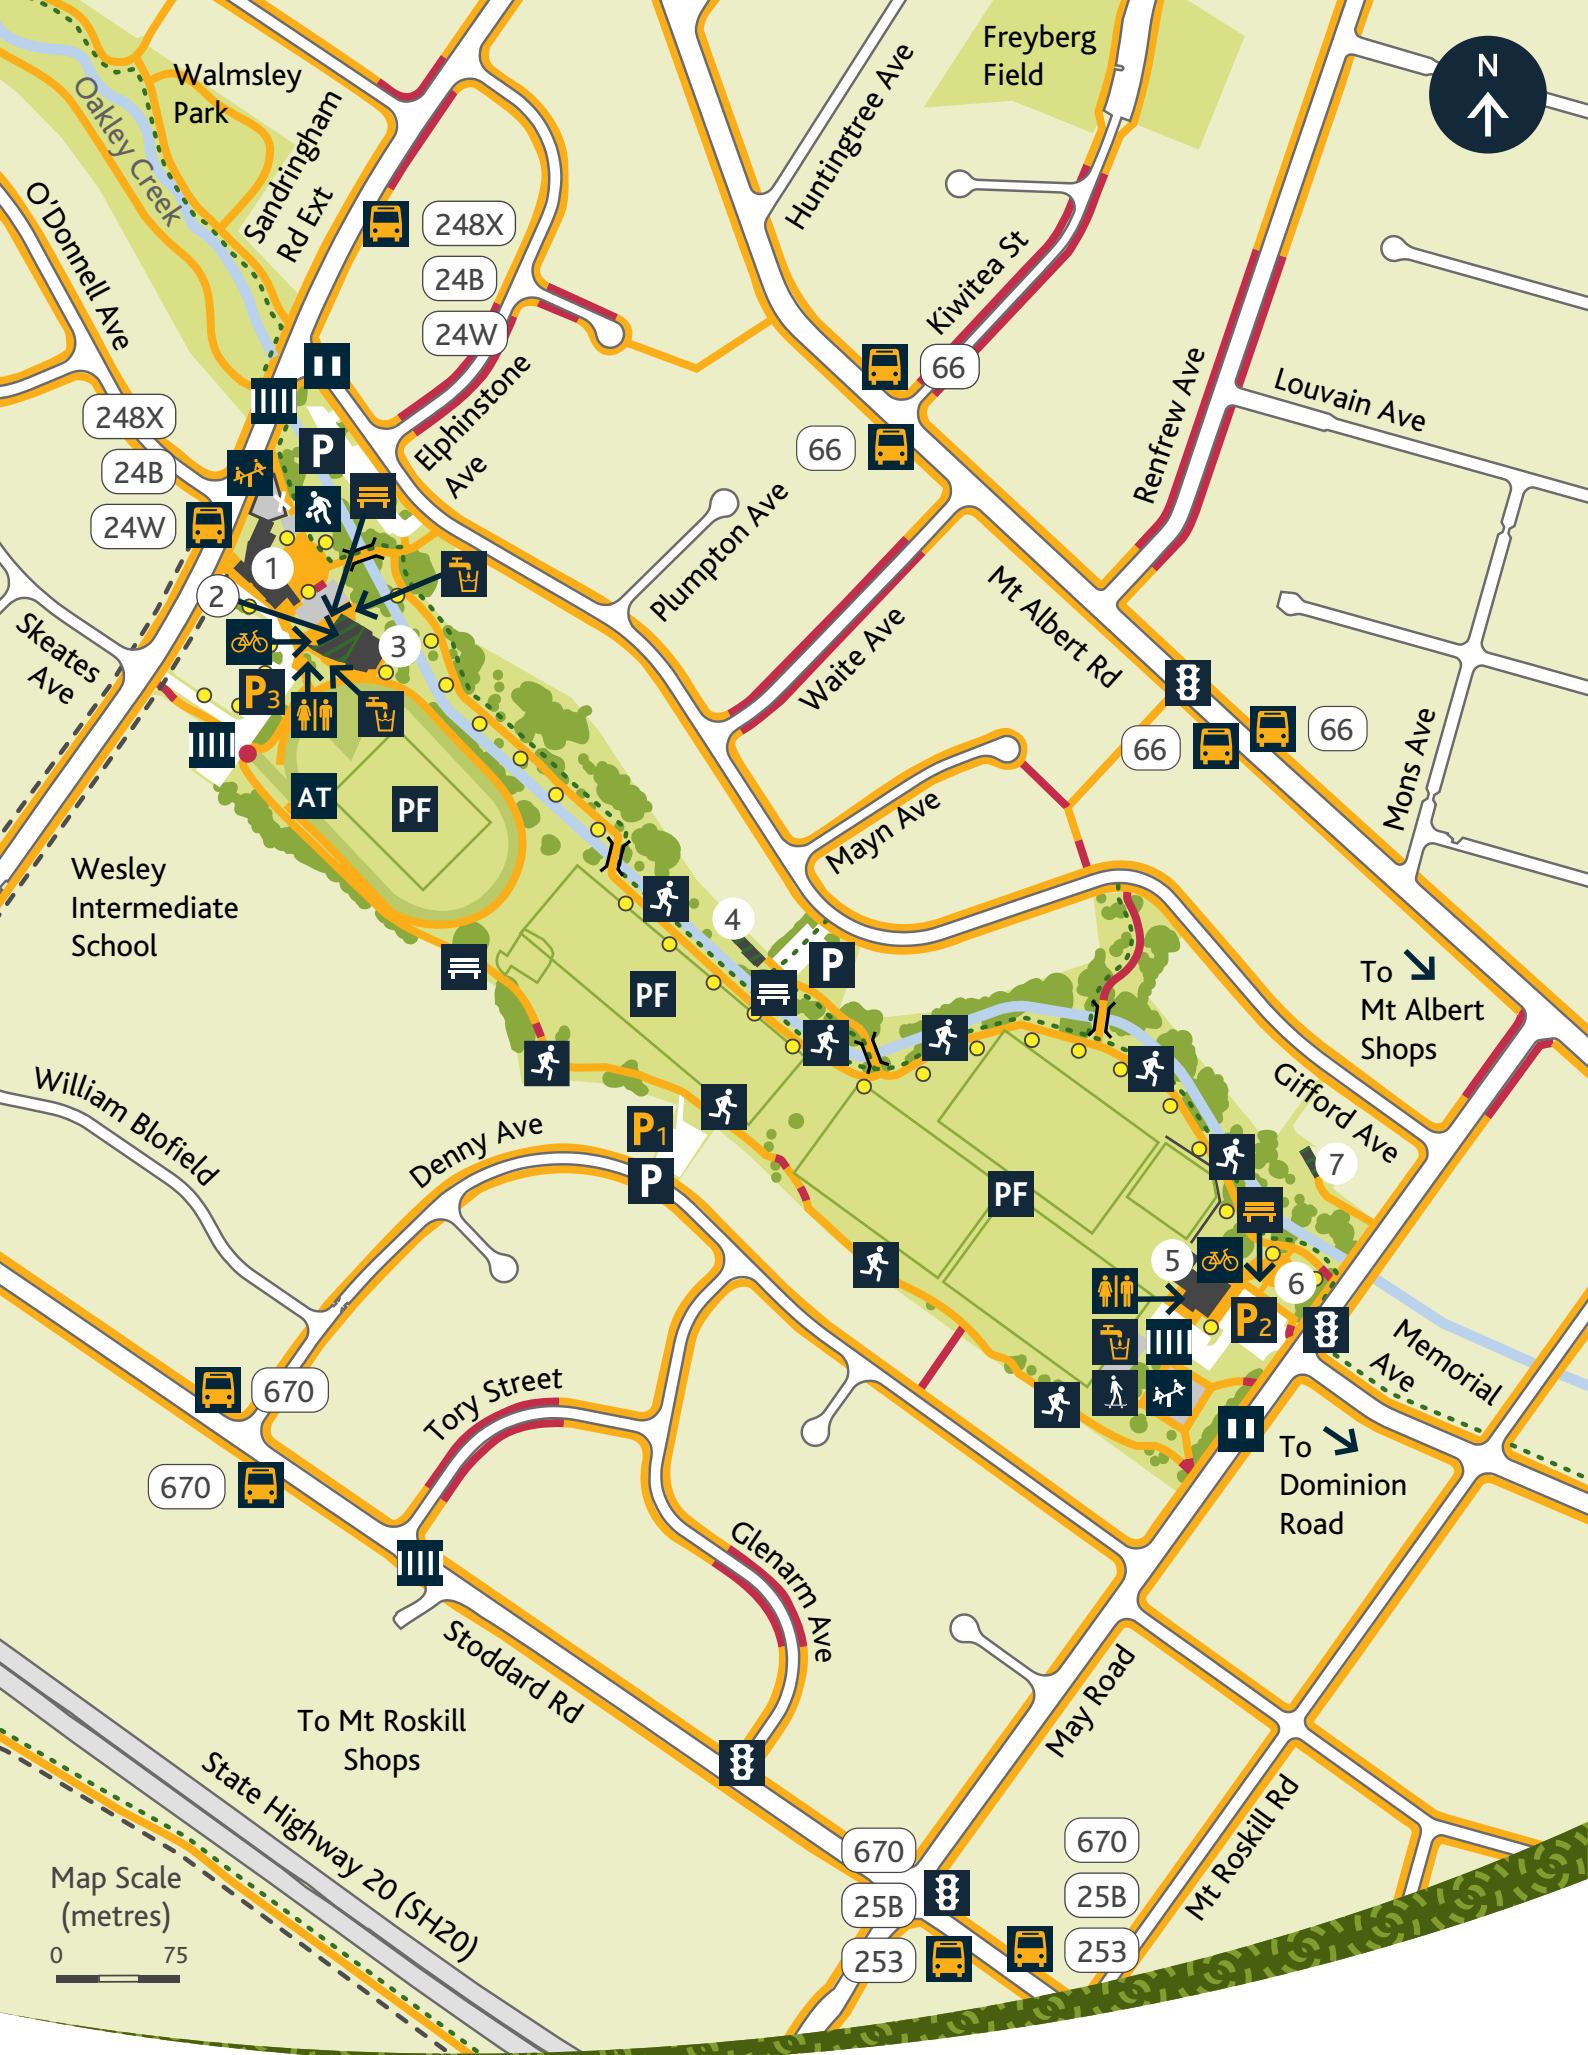 Freyberg
Field
N
Walmsley
Park
Oakley Creek
Sandringham
Rd Ext
Huntingtree Ave
O'Donnell Ave
248X
24B
24W
Kiwitea St
66
66
Elphinstone
Ave
Renfrew Ave
Louvain Ave
248X
24B
24W
P
1
2
3
P3
AT
PF
Skeates
Ave
Plumpton Ave
Waite Ave
Mt Albert Rd
66
66
Mons Ave
Mayn Ave
Wesley
Intermediate
School
4
P
PF
To
Mt Albert
Shops
Gifford Ave
William Blofield
Denny Ave
P1
P
PF
7
5
6
P2
Memorial
Ave
670
670
Tory Street
To
Dominion
Road
Glenarm Ave
Stoddard Rd
May Road
To Mt Roskill
Shops
State Highway 20 (SH20)
Mt Roskill Rd
670
25B
253
670
25B
253
Map Scale
(metres)
0 75